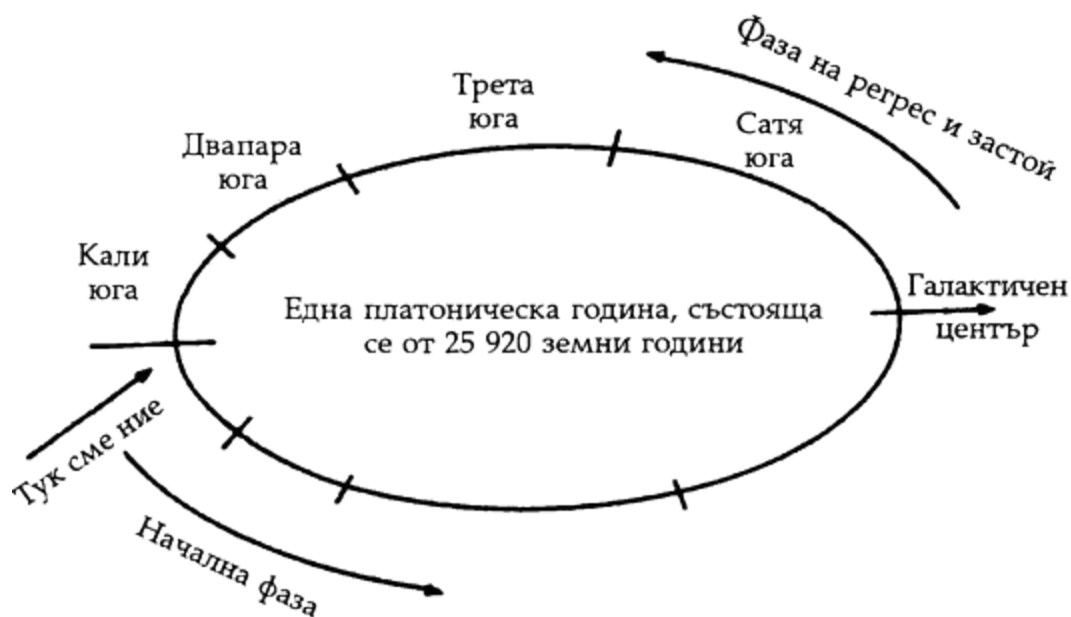 Фаза на регрес и застой
Трета
юга
Сатя
юга
Двапара
юга
Кали
юга
Галактичен
център
Една платоническа година, състояща
се от 25 920 земни години
Тук сме ние
Начална фаза